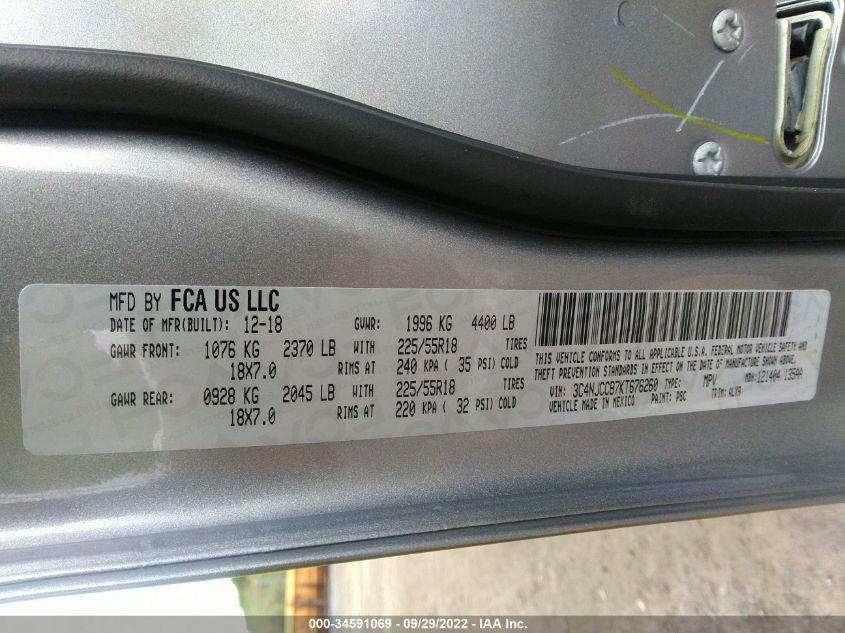 MFD BY FCA US LLC
DATE OF MFR(BUILT): 12-18 GVWR: 1996 KG 4400 LB
GAWR FRONT: 1076 KG 2370 LB WITH 225/55R18 TIRES
18X7.0 RIMS AT 240 KPA ( 35 PSI) COLD
GAWR REAR: 0928 KG 2045 LB WITH 225/55R18 TIRES
18X7.0 RIMS AT 220 KPA ( 32 PSI) COLD
THIS VEHICLE CONFORMS TO ALL APPLICABLE U.S.A. FEDERAL MOTOR VEHICLE SAFETY AND
THEFT PREVENTION STANDARDS IN EFFECT ON THE DATE OF MANUFACTURE SHOWN ABOVE.
VIN: 3C4NJCCB7KT676260 TYPE: MPV MDH: 121404 135AA
VEHICLE MADE IN MEXICO PAINT: PSC TRIM:
000-34591069 - 09/29/2022 - IAA Inc.